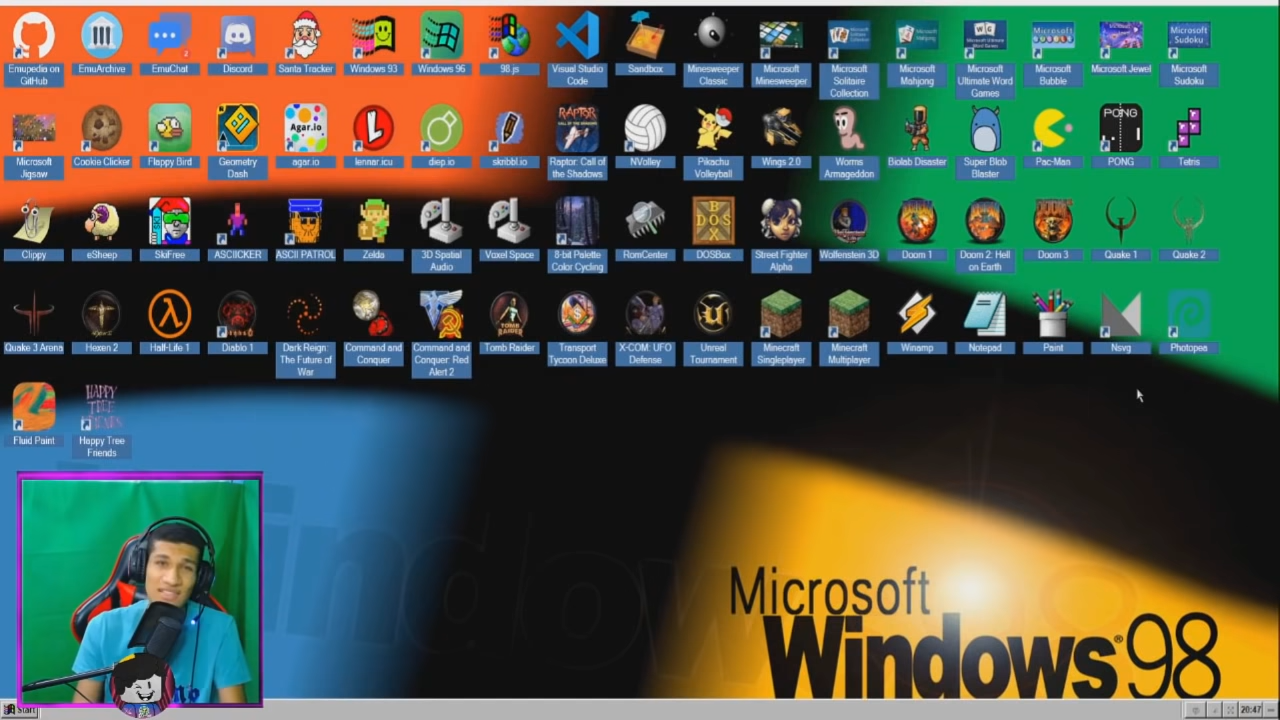 Emupedia on
GitHub
EmuArchive
EmuChat
Discord
Santa Tracker
Windows 93
Windows 96
98.js
Visual Studio
Code
Sandbox
Minesweeper
Classic
Microsoft
Minesweeper
Microsoft
Solitaire
Collection
Microsoft
Mahjong
Microsoft
Ultimate Word
Games
Microsoft
Bubble
Microsoft Jewel
Microsoft
Sudoku
Microsoft
Jigsaw
Cookie Clicker
Flappy Bird
Geometry
Dash
Agar.io
agar.io
lennar.icu
diep.io
skribbl.io
RAPTOR
Raptor: Call of
the Shadows
NVolley
Pikachu
Volleyball
Wings 2.0
Worms
Armageddon
Biolab Disaster
Super Blob
Blaster
Pac-Man
PONG
PONG
Tetris
Clippy
eSheep
SkiFree
ASCIICKER
ASCII PATROL
Zelda
3D Spatial
Audio
Voxel Space
8-bit Palette
Color Cycling
RomCenter
DOSBox
Street Fighter
Alpha
Wolfenstein 3D
Doom 1
Doom 2: Hell
on Earth
Doom 3
Quake 1
Quake 2
Quake 3 Arena
Hexen 2
Half-Life 1
Diablo 1
Dark Reign:
The Future of
War
Command and
Conquer
Command and
Conquer: Red
Alert 2
Tomb Raider
Transport
Tycoon Deluxe
X-COM: UFO
Defense
Unreal
Tournament
Minecraft
Singleplayer
Minecraft
Multiplayer
Winamp
Notepad
Paint
Nsvg
Photopea
Fluid Paint
HAPPY
TREE
FRIENDS
Happy Tree
Friends
Microsoft
Windows®98
Start
20:47